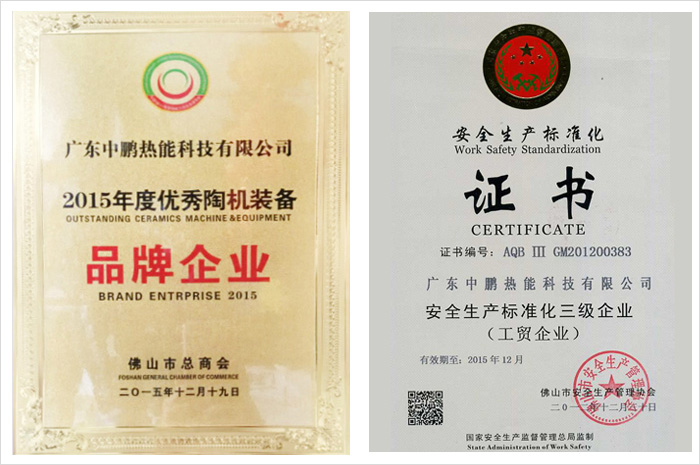 广东中鹏热能科技有限公司
2015年度优秀陶机装备
OUTSTANDING CERAMICS MACHINE & EQUIPMENT
品牌企业
BRAND ENTRPRISE 2015
佛山市总商会
FOSHAN GENERAL CHAMBER OF COMMERCE
二○一五年十二月十九日
安全生产标准化
Work Safety Standardization
证书
CERTIFICATE
证书编号：AQB III GM201200383
广东中鹏热能科技有限公司
安全生产标准化三级企业
（工贸企业）
有效期至：2015年12月
佛山市安全生产管理协会
国家安全生产监督管理总局监制
State Administration of Work Safety